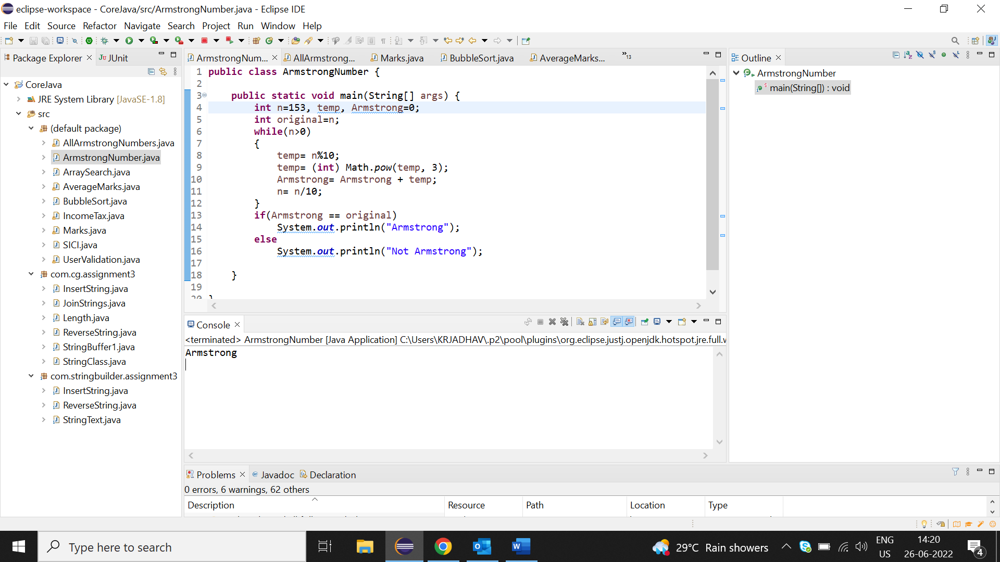 eclipse-workspace - CoreJava/src/ArmstrongNumber.java - Eclipse IDE
File Edit Source Refactor Navigate Search Project Run Window Help
Package Explorer
JUnit
CoreJava
JRE System Library [JavaSE-1.8]
src
(default package)
AllArmstrongNumbers.java
ArmstrongNumber.java
ArraySearch.java
AverageMarks.java
BubbleSort.java
IncomeTax.java
Marks.java
SICI.java
UserValidation.java
com.cg.assignment3
InsertString.java
JoinStrings.java
Length.java
ReverseString.java
StringBuffer1.java
StringClass.java
com.stringbuilder.assignment3
InsertString.java
ReverseString.java
StringText.java
ArmstrongNum... AllArmstrong... Marks.java BubbleSort.java AverageMarks... »13
1 public class ArmstrongNumber {
2
3 public static void main(String[] args) {
4 int n=153, temp, Armstrong=0;
5 int original=n;
6 while(n>0)
7 {
8 temp= n%10;
9 temp= (int) Math.pow(temp, 3);
10 Armstrong= Armstrong + temp;
11 n= n/10;
12 }
13 if(Armstrong == original)
14 System.out.println("Armstrong");
15 else
16 System.out.println("Not Armstrong");
17
18 }
19
20 }
Console
<terminated> ArmstrongNumber [Java Application] C:\Users\KRJADHAV\.p2\pool\plugins\org.eclipse.justj.openjdk.hotspot.jre.full.w
Armstrong
Problems Javadoc Declaration
0 errors, 6 warnings, 62 others
Description Resource Path Location Type
Outline
ArmstrongNumber
main(String[]) : void
Type here to search
29°C Rain showers
ENG
US
14:20
26-06-2022
4